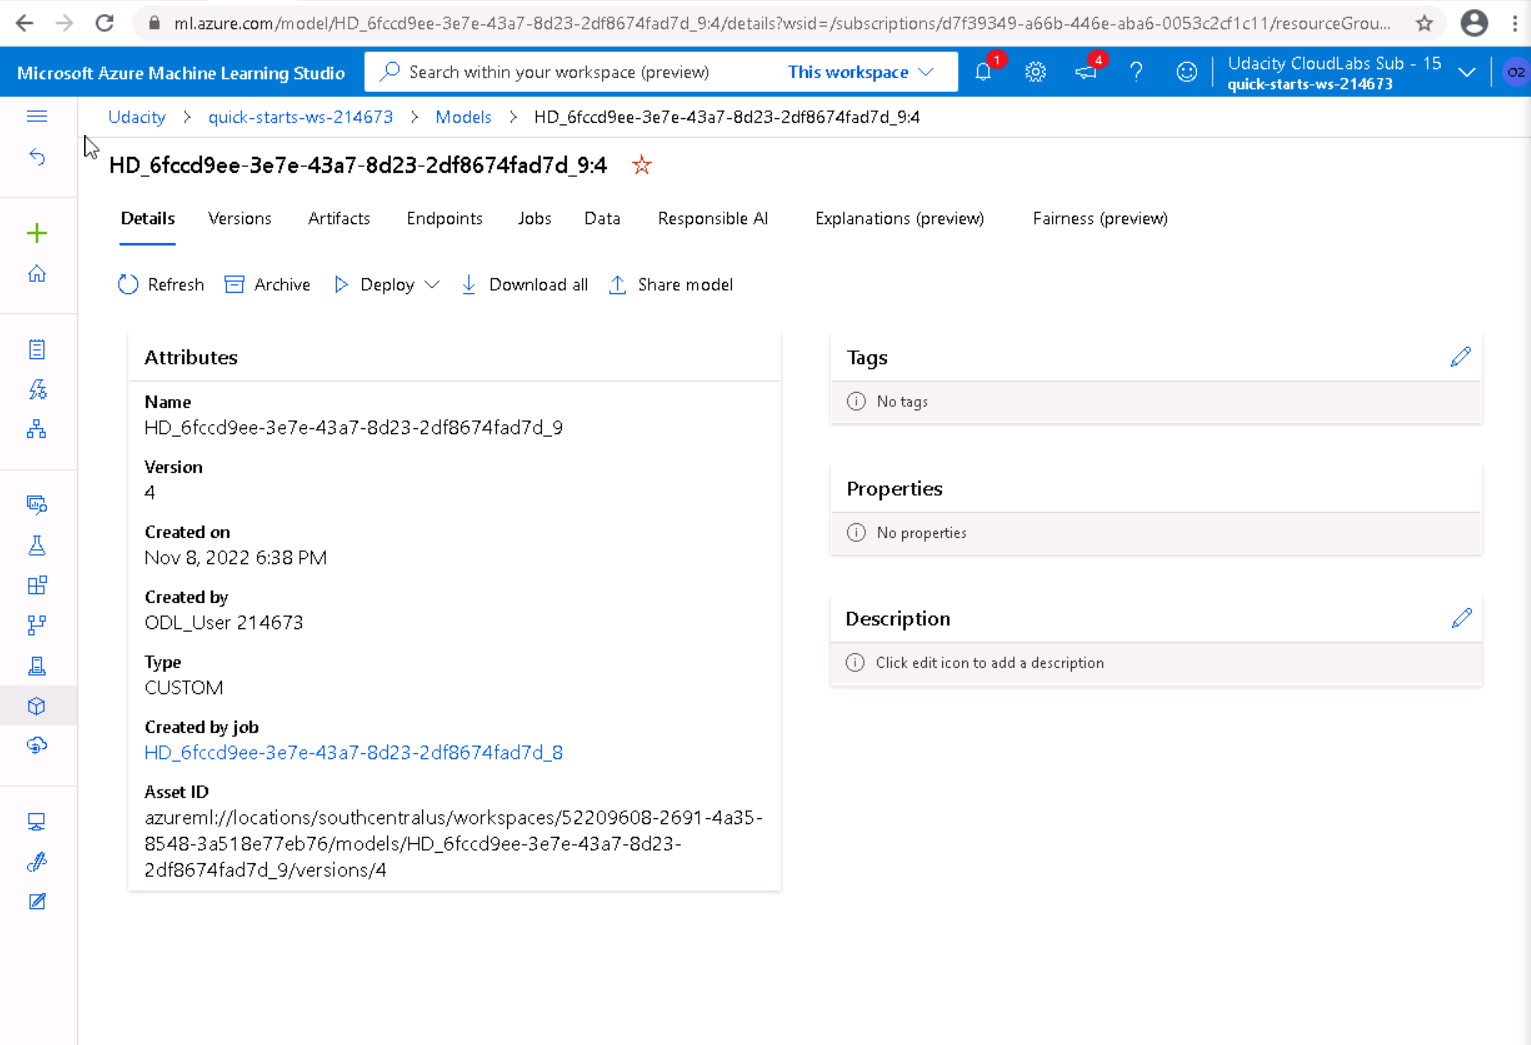 ml.azure.com/model/HD_6fccd9ee-3e7e-43a7-8d23-2df8674fad7d_9:4/details?wsid=/subscriptions/d7f39349-a66b-446e-aba6-0053c2cf1c11/resourceGrou...
Microsoft Azure Machine Learning Studio
Search within your workspace (preview)
This workspace
1
4
?
Udacity CloudLabs Sub - 15
quick-starts-ws-214673
O2
Udacity > quick-starts-ws-214673 > Models > HD_6fccd9ee-3e7e-43a7-8d23-2df8674fad7d_9:4
HD_6fccd9ee-3e7e-43a7-8d23-2df8674fad7d_9:4
Details Versions Artifacts Endpoints Jobs Data Responsible AI Explanations (preview) Fairness (preview)
Refresh Archive Deploy Download all Share model
Attributes
Name
HD_6fccd9ee-3e7e-43a7-8d23-2df8674fad7d_9
Version
4
Created on
Nov 8, 2022 6:38 PM
Created by
ODL_User 214673
Type
CUSTOM
Created by job
HD_6fccd9ee-3e7e-43a7-8d23-2df8674fad7d_8
Asset ID
azureml://locations/southcentralus/workspaces/52209608-2691-4a35-
8548-3a518e77eb76/models/HD_6fccd9ee-3e7e-43a7-8d23-
2df8674fad7d_9/versions/4
Tags
No tags
Properties
No properties
Description
Click edit icon to add a description